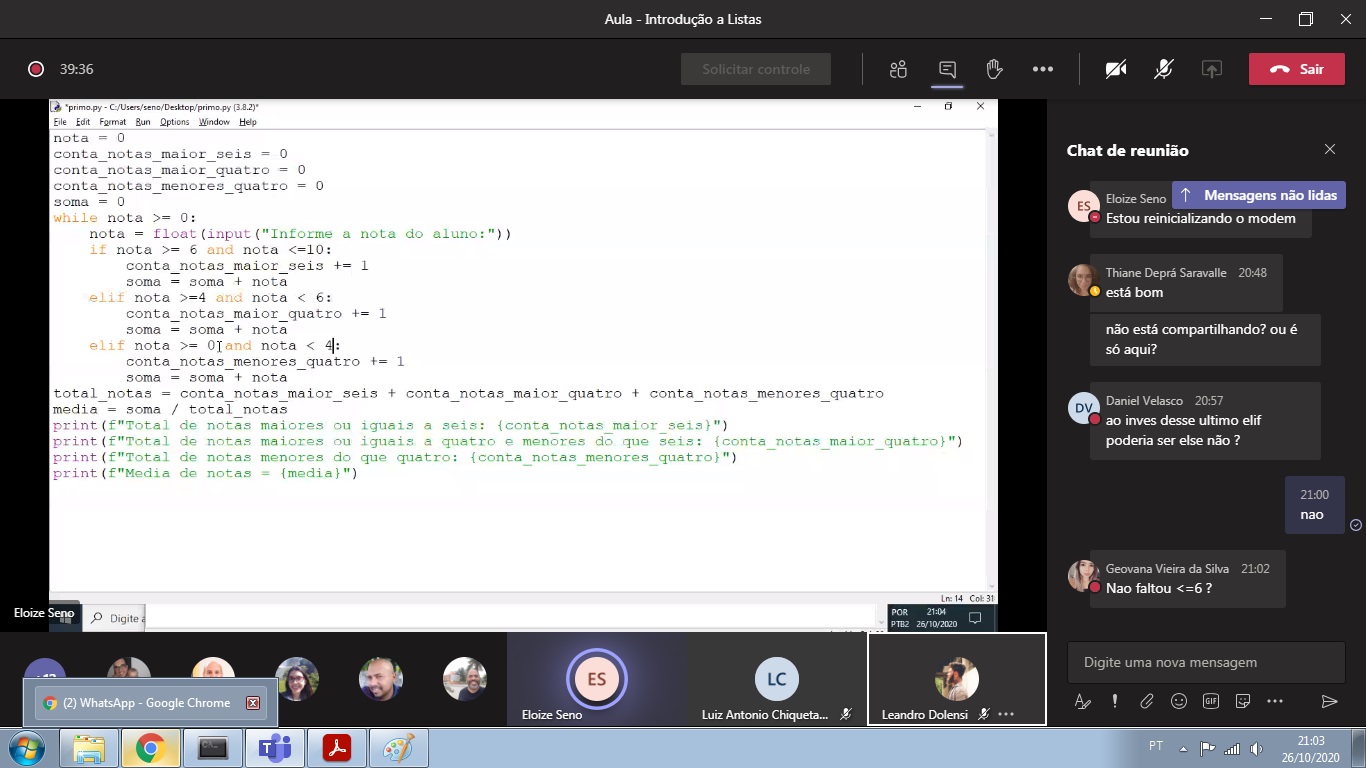 Aula - Introdução a Listas
39:36
Solicitar controle
Sair
*primo.py - C:/Users/seno/Desktop/primo.py (3.8.2)*
File Edit Format Run Options Window Help
nota = 0
conta_notas_maior_seis = 0
conta_notas_maior_quatro = 0
conta_notas_menores_quatro = 0
soma = 0
while nota >= 0:
    nota = float(input("Informe a nota do aluno:"))
    if nota >= 6 and nota <=10:
        conta_notas_maior_seis += 1
        soma = soma + nota
    elif nota >=4 and nota < 6:
        conta_notas_maior_quatro += 1
        soma = soma + nota
    elif nota >= 0 and nota < 4:
        conta_notas_menores_quatro += 1
        soma = soma + nota
total_notas = conta_notas_maior_seis + conta_notas_maior_quatro + conta_notas_menores_quatro
media = soma / total_notas
print(f"Total de notas maiores ou iguais a seis: {conta_notas_maior_seis}")
print(f"Total de notas maiores ou iguais a quatro e menores do que seis: {conta_notas_maior_quatro}")
print(f"Total de notas menores do que quatro: {conta_notas_menores_quatro}")
print(f"Media de notas = {media}")
Ln: 14 Col: 31
Eloize Seno
Digite a
POR
PTB2
21:04
26/10/2020
Chat de reunião
Mensagens não lidas
ES
Eloize Seno
Estou reinicializando o modem
Thiane Deprá Saravalle 20:48
está bom
não está compartilhando? ou é
só aqui?
DV
Daniel Velasco 20:57
ao inves desse ultimo elif
poderia ser else não ?
21:00
nao
Geovana Vieira da Silva 21:02
Nao faltou <=6 ?
Digite uma nova mensagem
GIF
ES
Eloize Seno
LC
Luiz Antonio Chiqueta...
Leandro Dolensi
(2) WhatsApp - Google Chrome
PT
21:03
26/10/2020